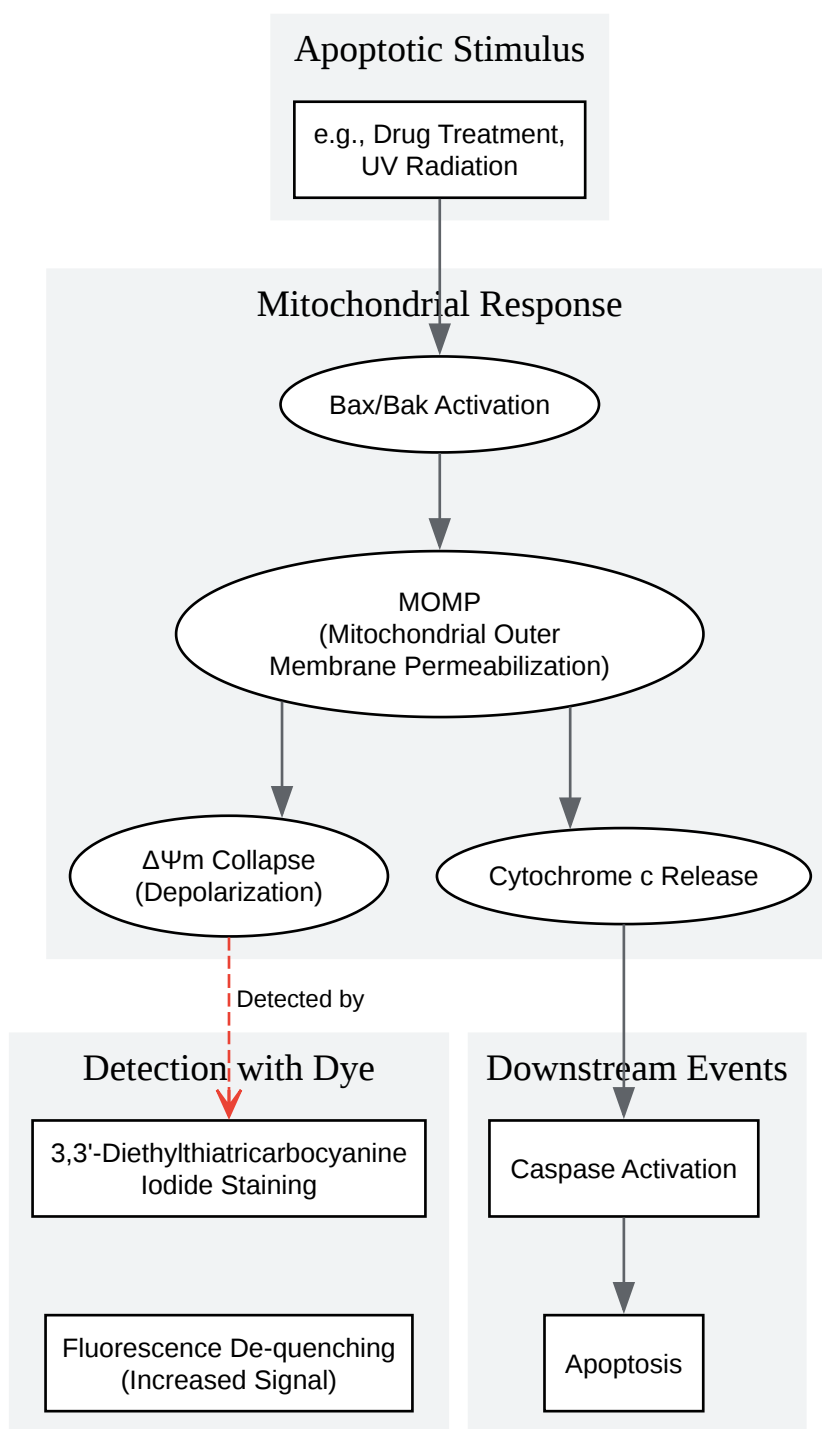 Apoptotic Stimulus
e.g., Drug Treatment,
UV Radiation
Mitochondrial Response
Bax/Bak Activation
MOMP
(Mitochondrial Outer
Membrane Permeabilization)
ΔΨm Collapse
(Depolarization)
Cytochrome c Release
Detected by
Detection with Dye
3,3'-Diethylthiatricarbocyanine
Iodide Staining
Fluorescence De-quenching
(Increased Signal)
Downstream Events
Caspase Activation
Apoptosis